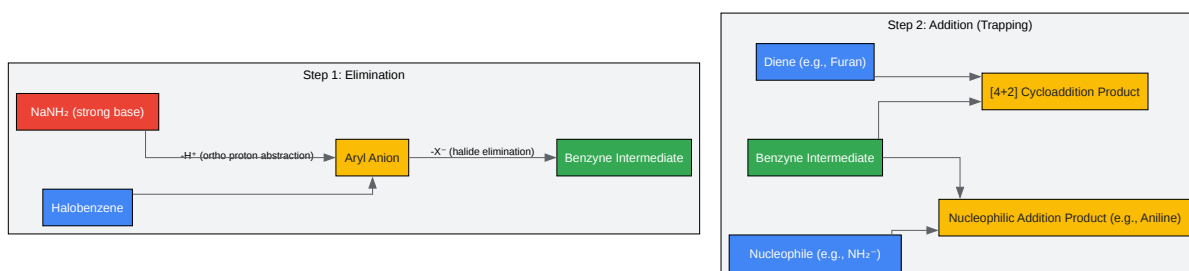 Step 1: Elimination
NaNH₂ (strong base)
-H⁺ (ortho proton abstraction)
Aryl Anion
-X⁻ (halide elimination)
Benzyne Intermediate
Halobenzene
Step 2: Addition (Trapping)
Diene (e.g., Furan)
[4+2] Cycloaddition Product
Benzyne Intermediate
Nucleophilic Addition Product (e.g., Aniline)
Nucleophile (e.g., NH₂⁻)